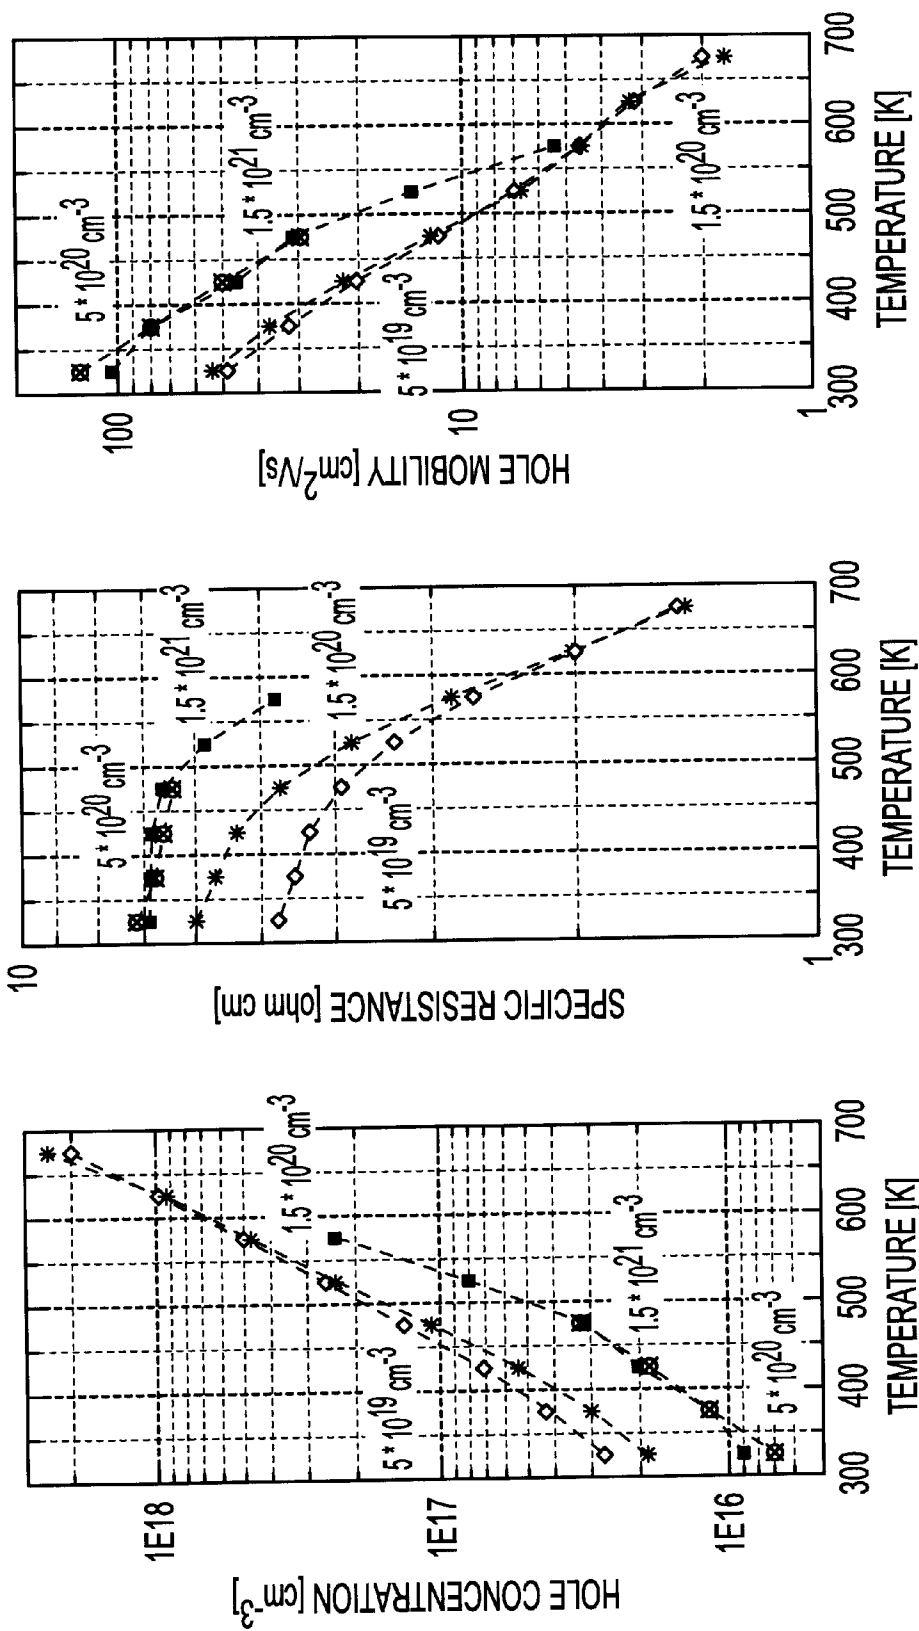 HOLE CONCENTRATION [cm-3]
1E18
1E17
1E16
5 * 10^19 cm-3
1.5 * 10^20 cm-3
1.5 * 10^21 cm-3
5 * 10^20 cm-3
300 400 500 600 700
TEMPERATURE [K]
SPECIFIC RESISTANCE [ohm cm]
10
1
5 * 10^20 cm-3
1.5 * 10^21 cm-3
1.5 * 10^20 cm-3
5 * 10^19 cm-3
300 400 500 600 700
TEMPERATURE [K]
HOLE MOBILITY [cm2/Vs]
100
10
1
5 * 10^20 cm-3
1.5 * 10^21 cm-3
5 * 10^19 cm-3
1.5 * 10^20 cm-3
300 400 500 600 700
TEMPERATURE [K]